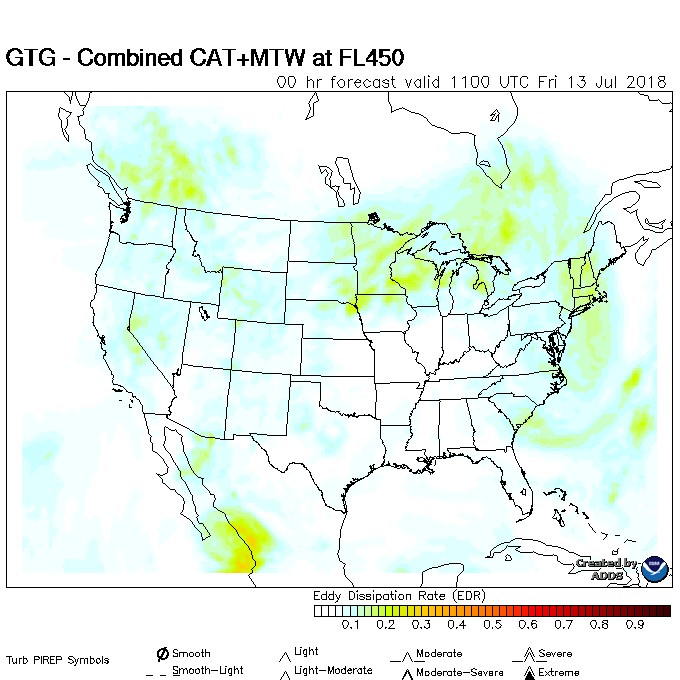 GTG - Combined CAT+MTW at FL450
00 hr forecast valid 1100 UTC Fri 13 Jul 2018
Created by
ADDS
Eddy Dissipation Rate (EDR)
0.1 0.2 0.3 0.4 0.5 0.6 0.7 0.8 0.9
Turb PIREP Symbols
Smooth Light Moderate Severe
Smooth-Light Light-Moderate Moderate-Severe Extreme